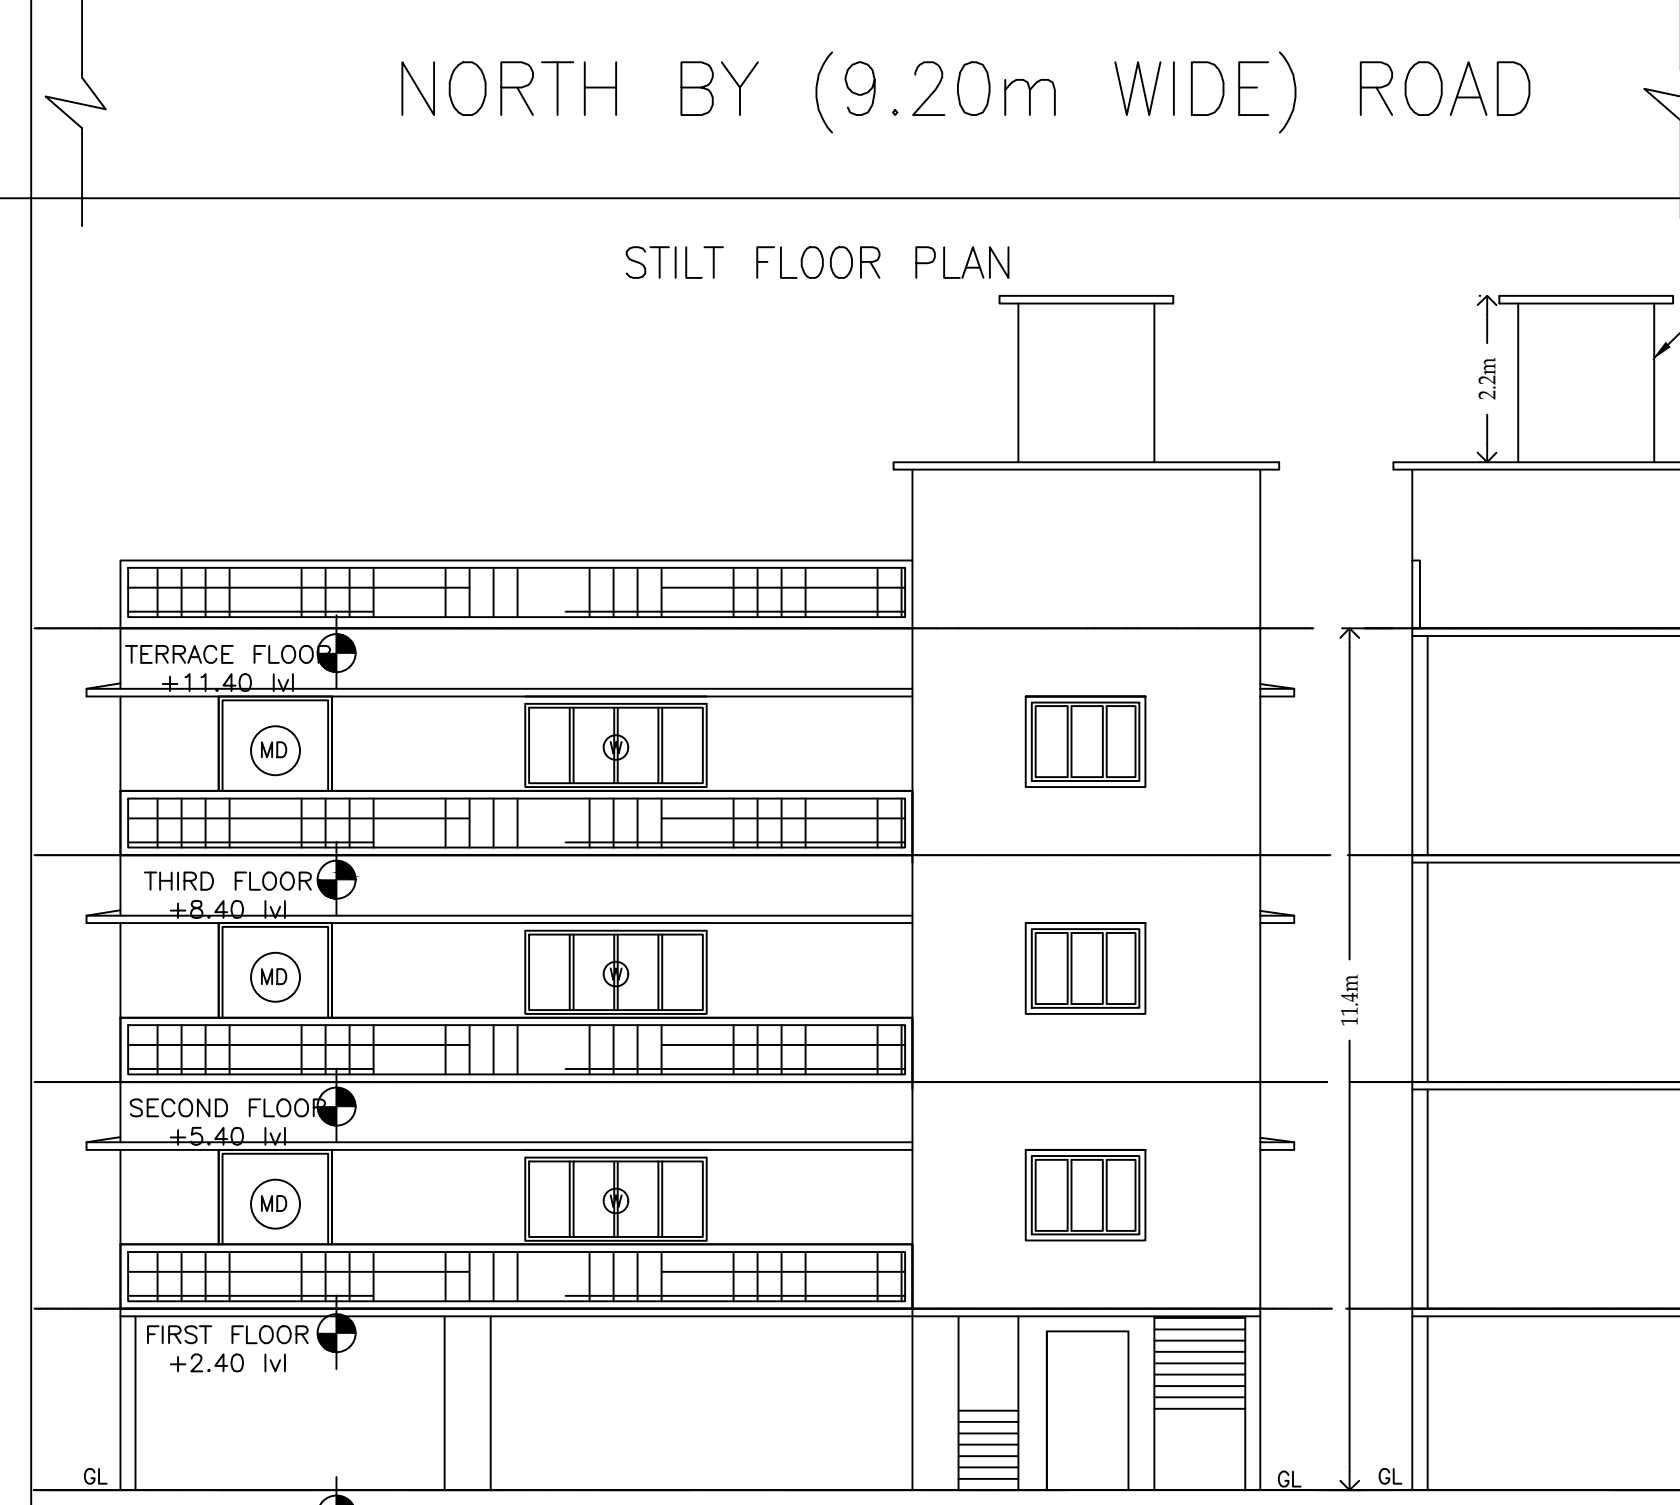 NORTH BY (9.20m WIDE) ROAD
STILT FLOOR PLAN
2.2m
TERRACE FLOOR
+11.40 lvl
MD
W
THIRD FLOOR
+8.40 lvl
MD
W
11.4m
SECOND FLOOR
+5.40 lvl
MD
W
FIRST FLOOR
+2.40 lvl
GL
GL
GL